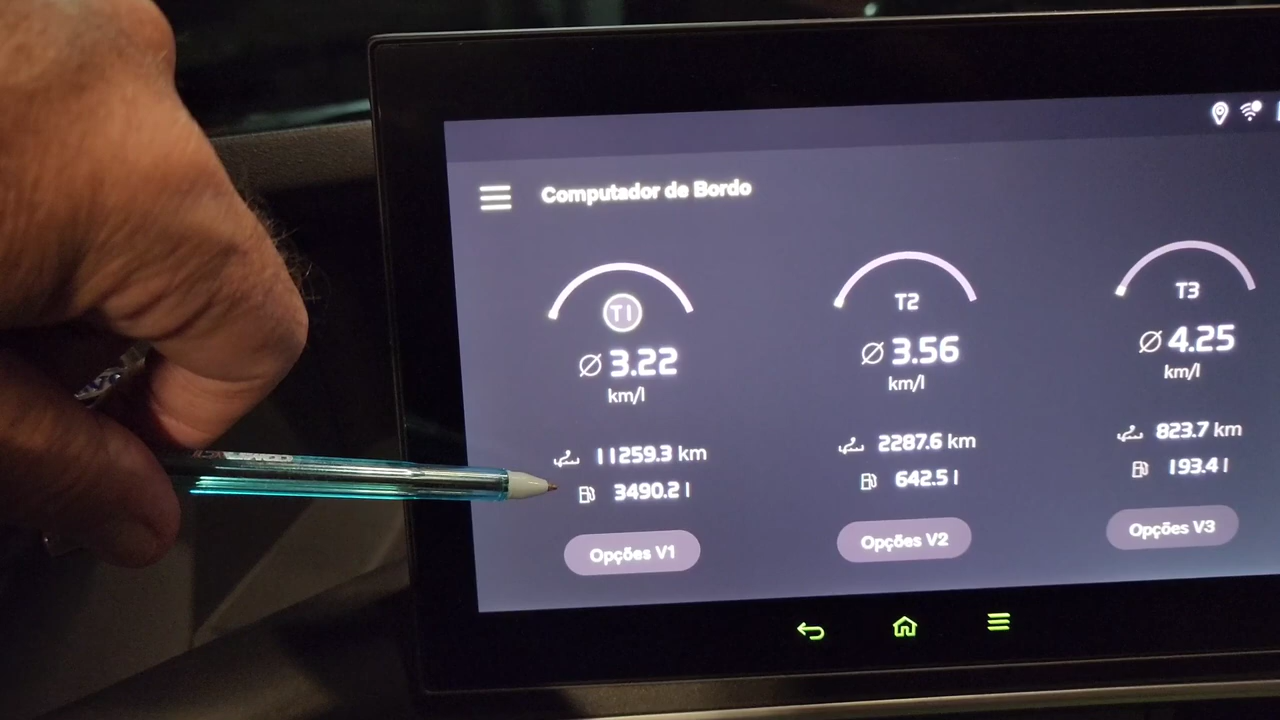 Computador de Bordo
T1
T2
T3
Ø 3.22
km/l
Ø 3.56
km/l
Ø 4.25
km/l
11259.3 km
2287.6 km
823.7 km
3490.2 l
642.5 l
193.4 l
Opções V1
Opções V2
Opções V3